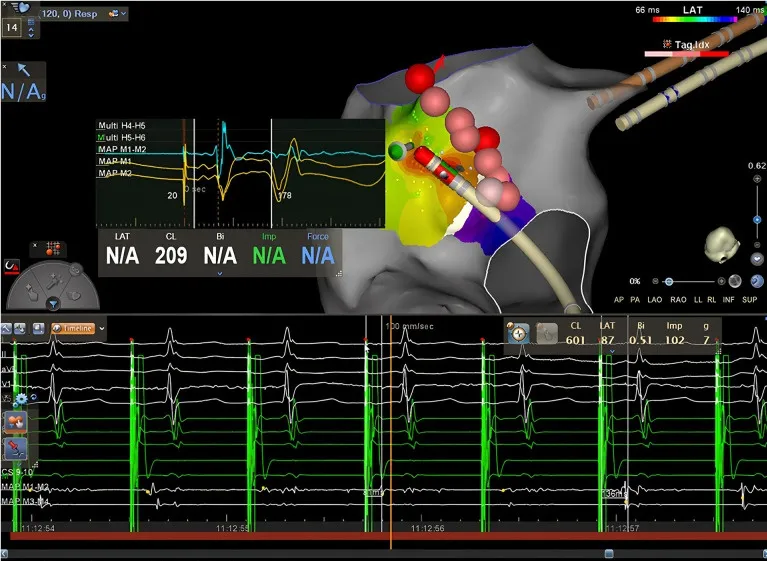 120, 0) Resp
14
N/A g
66 ms LAT 140 ms
Tag.Idx
Multi H4-H5
Multi H5-H6
MAP M1-M2
MAP M1
MAP M2
0 sec
20
178
LAT CL Bi Imp Force
N/A 209 N/A N/A N/A
0.62
0%
AP PA LAO RAO LL RL INF SUP
Timeline
100 mm/sec
CL LAT Bi Imp g
601 87 0.51 102 7
II
aVF
V1
CS 9-10
MAP M1-M2
MAP M3-M4
136ms
11:12:54 11:12:55 11:12:56 11:12:57